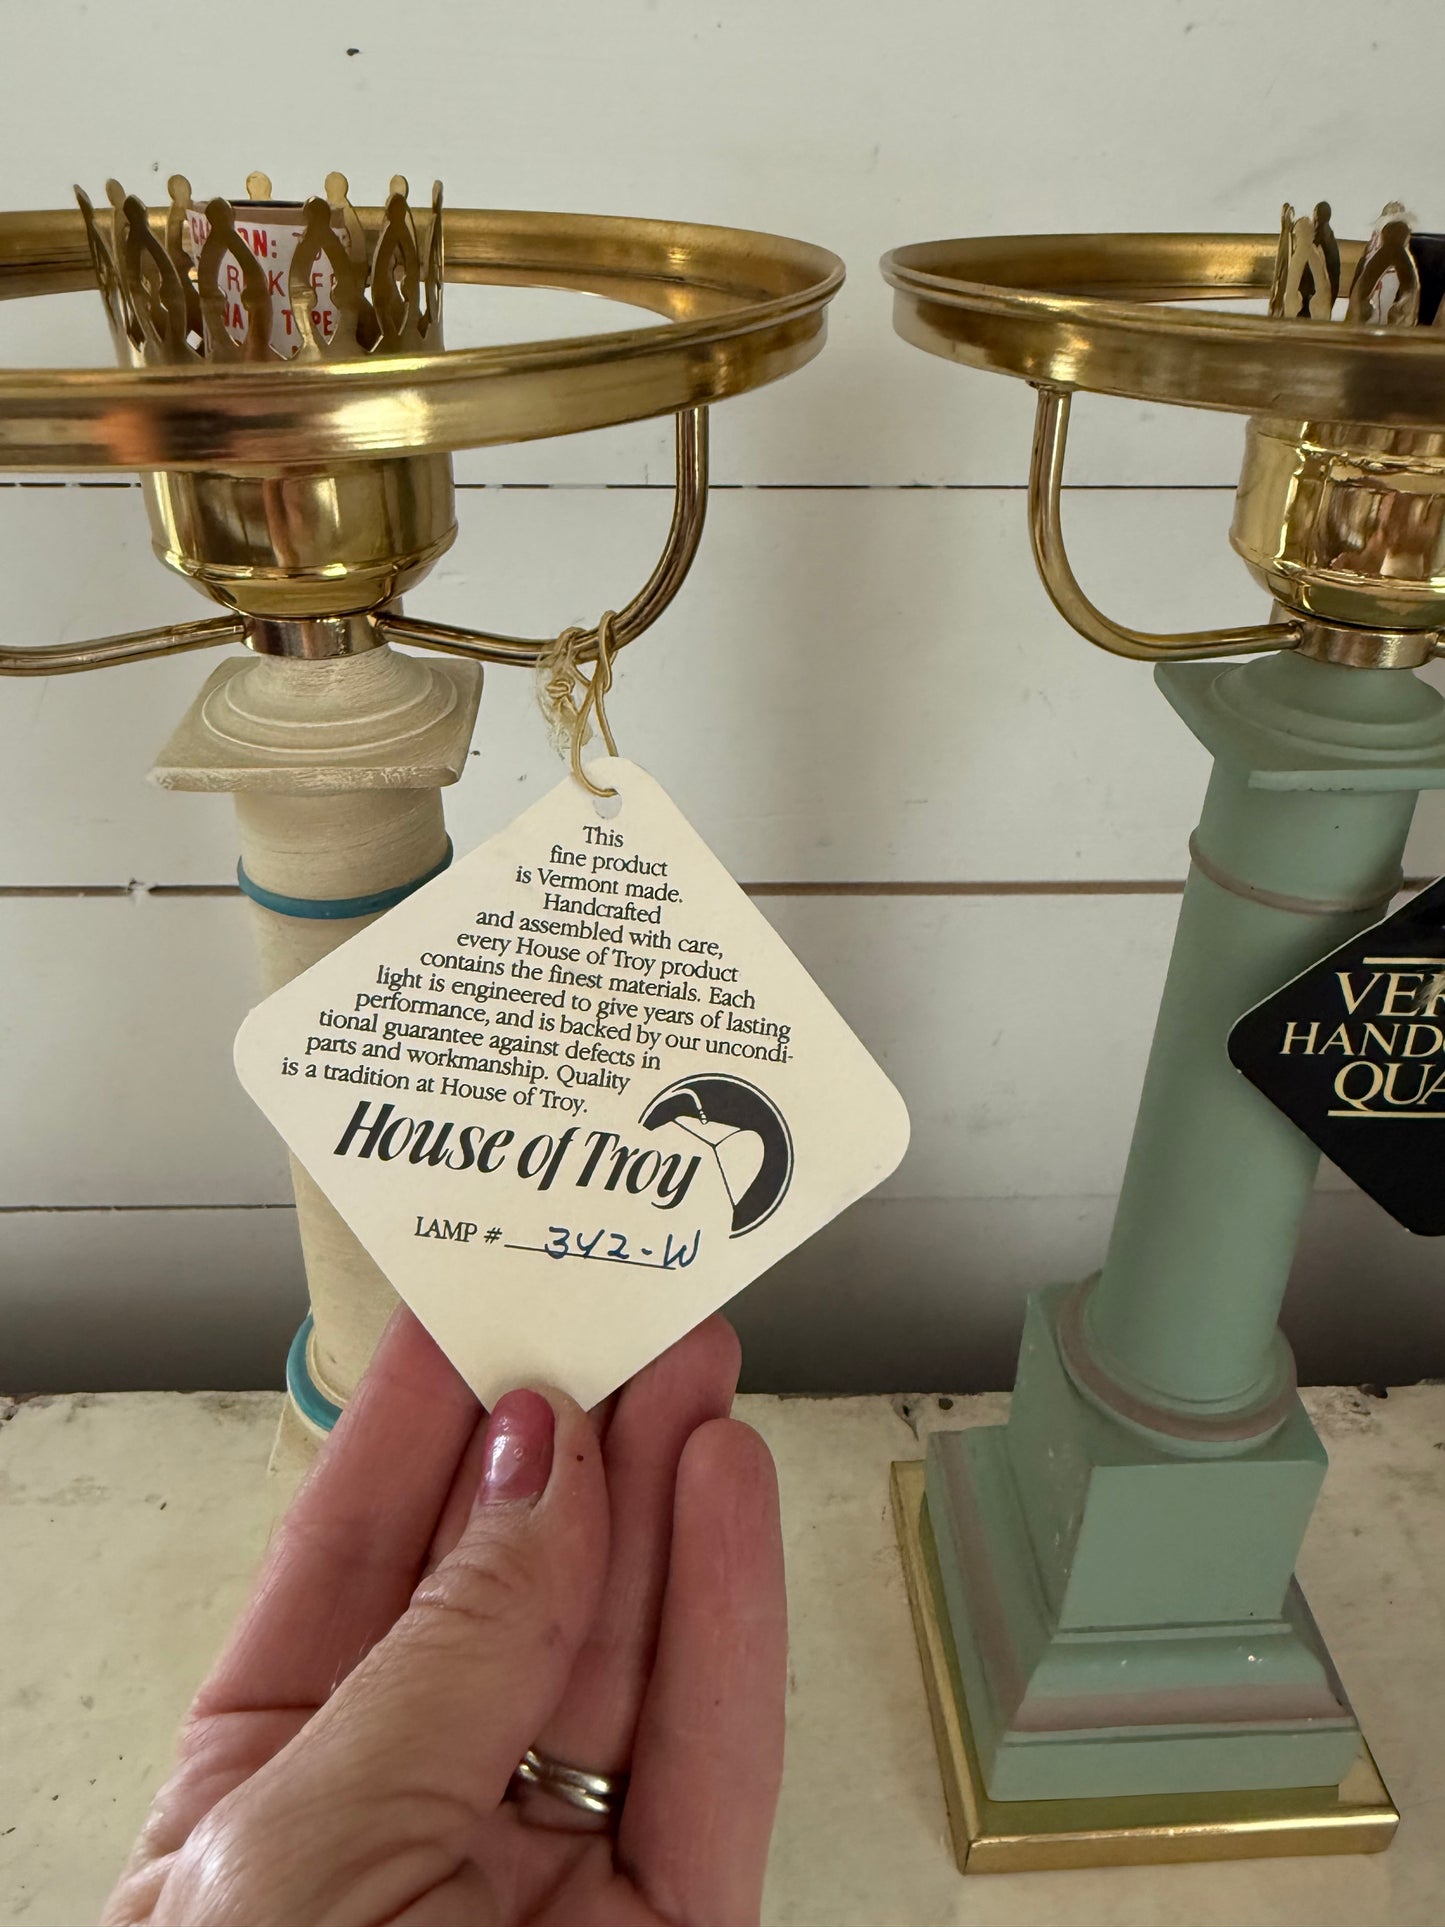 This
fine product
is Vermont made.
Handcrafted
and assembled with care,
every House of Troy product
contains the finest materials. Each
light is engineered to give years of lasting
performance, and is backed by our uncondi-
tional guarantee against defects in
parts and workmanship. Quality
is a tradition at House of Troy.
House of Troy
LAMP # 342-W